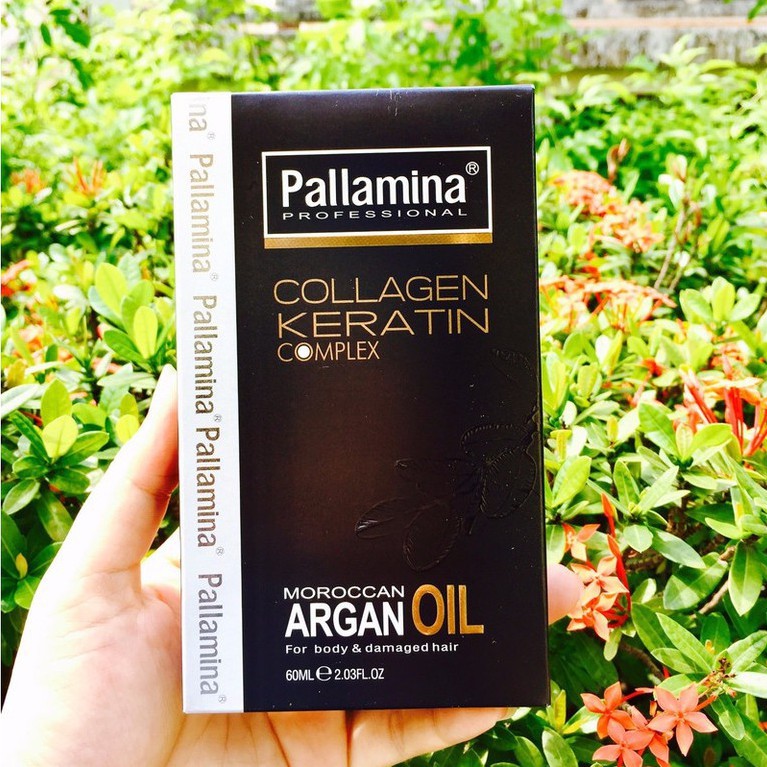 na®
Pallamina®
Pallamina®
Pallamina®
Pallamina®
Pallamina®
PROFESSIONAL
COLLAGEN
KERATIN
COMPLEX
MOROCCAN
ARGAN OIL
For body & damaged hair
60ML ℮ 2.03FL.OZ